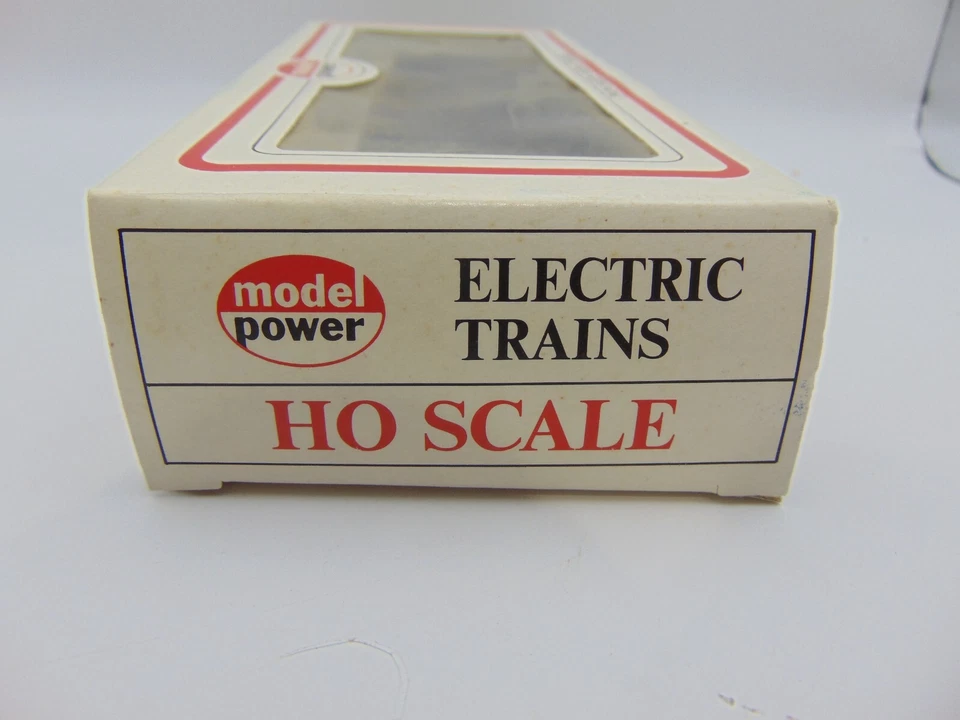 model
power
ELECTRIC
TRAINS
HO SCALE